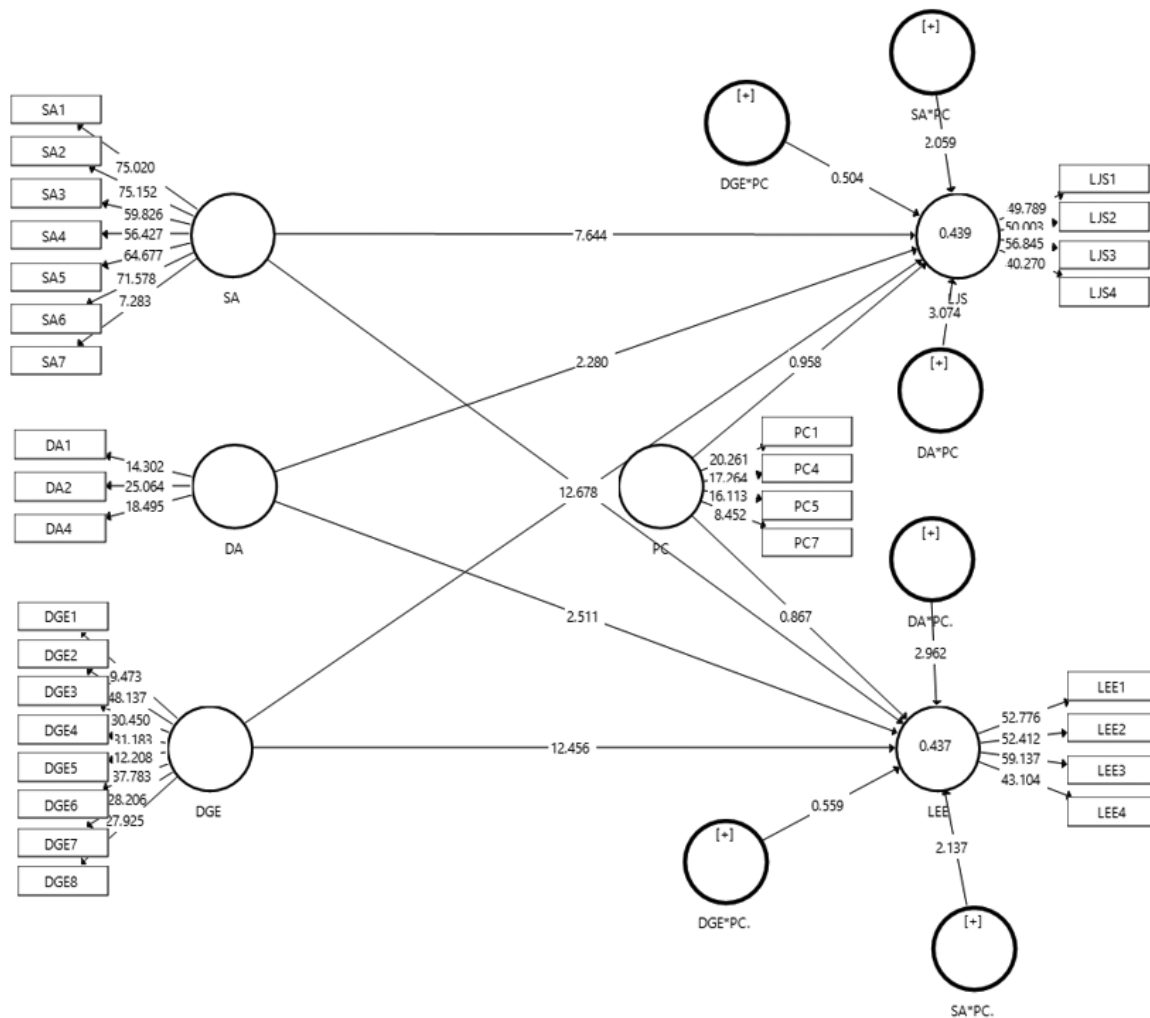 [+]
SA*PC
2.059
[+]
DGE*PC
0.504
SA1
SA2
SA3
SA4
SA5
SA6
SA7
75.020
75.152
59.826
56.427
64.677
71.578
7.283
SA
7.644
0.439
LJS
49.789
50.003
56.845
40.270
LJS1
LJS2
LJS3
LJS4
3.074
[+]
DA*PC
2.280
0.958
DA1
DA2
DA4
14.302
25.064
18.495
DA
12.678
PC
20.261
17.264
16.113
8.452
PC1
PC4
PC5
PC7
[+]
DA*PC.
2.962
2.511
0.867
DGE1
DGE2
DGE3
DGE4
DGE5
DGE6
DGE7
DGE8
9.473
48.137
30.450
31.183
12.208
37.783
28.206
27.925
DGE
12.456
0.437
LEE
52.776
52.412
59.137
43.104
LEE1
LEE2
LEE3
LEE4
0.559
[+]
DGE*PC.
2.137
[+]
SA*PC.